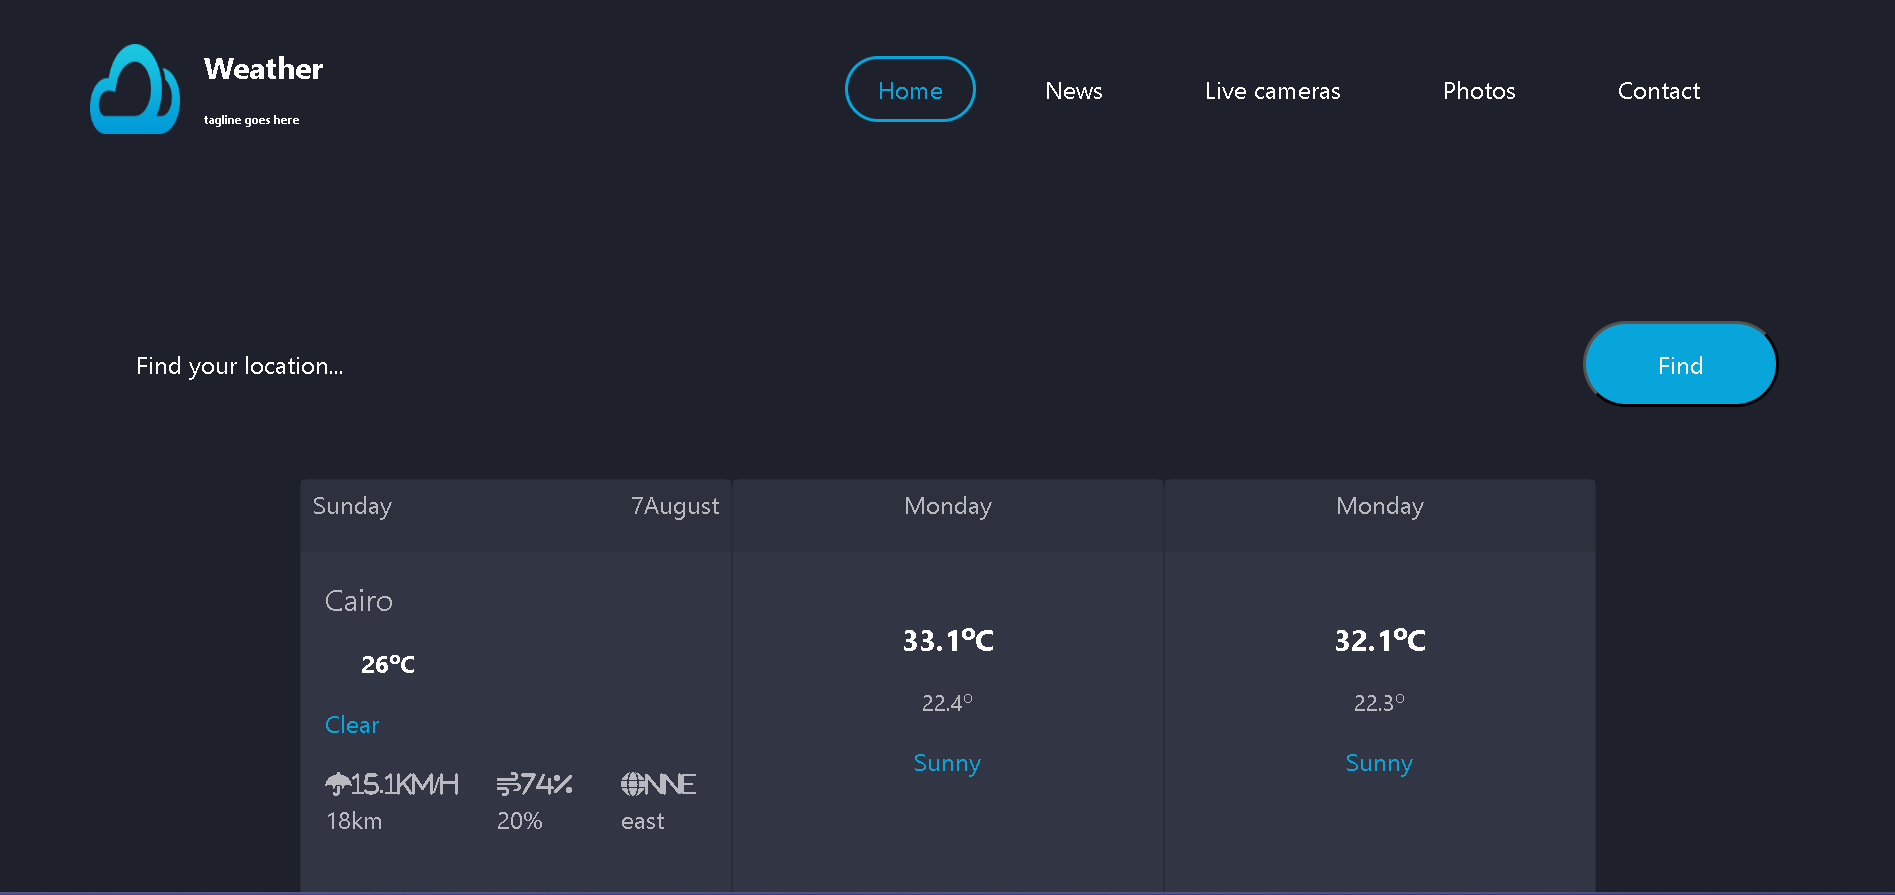 Weather
tagline goes here
Home News Live cameras Photos Contact
Find your location...
Find
Sunday 7August
Cairo
26°C
Clear
15.1KM/H 74% NNE
18km 20% east
Monday
33.1°C
22.4°
Sunny
Monday
32.1°C
22.3°
Sunny